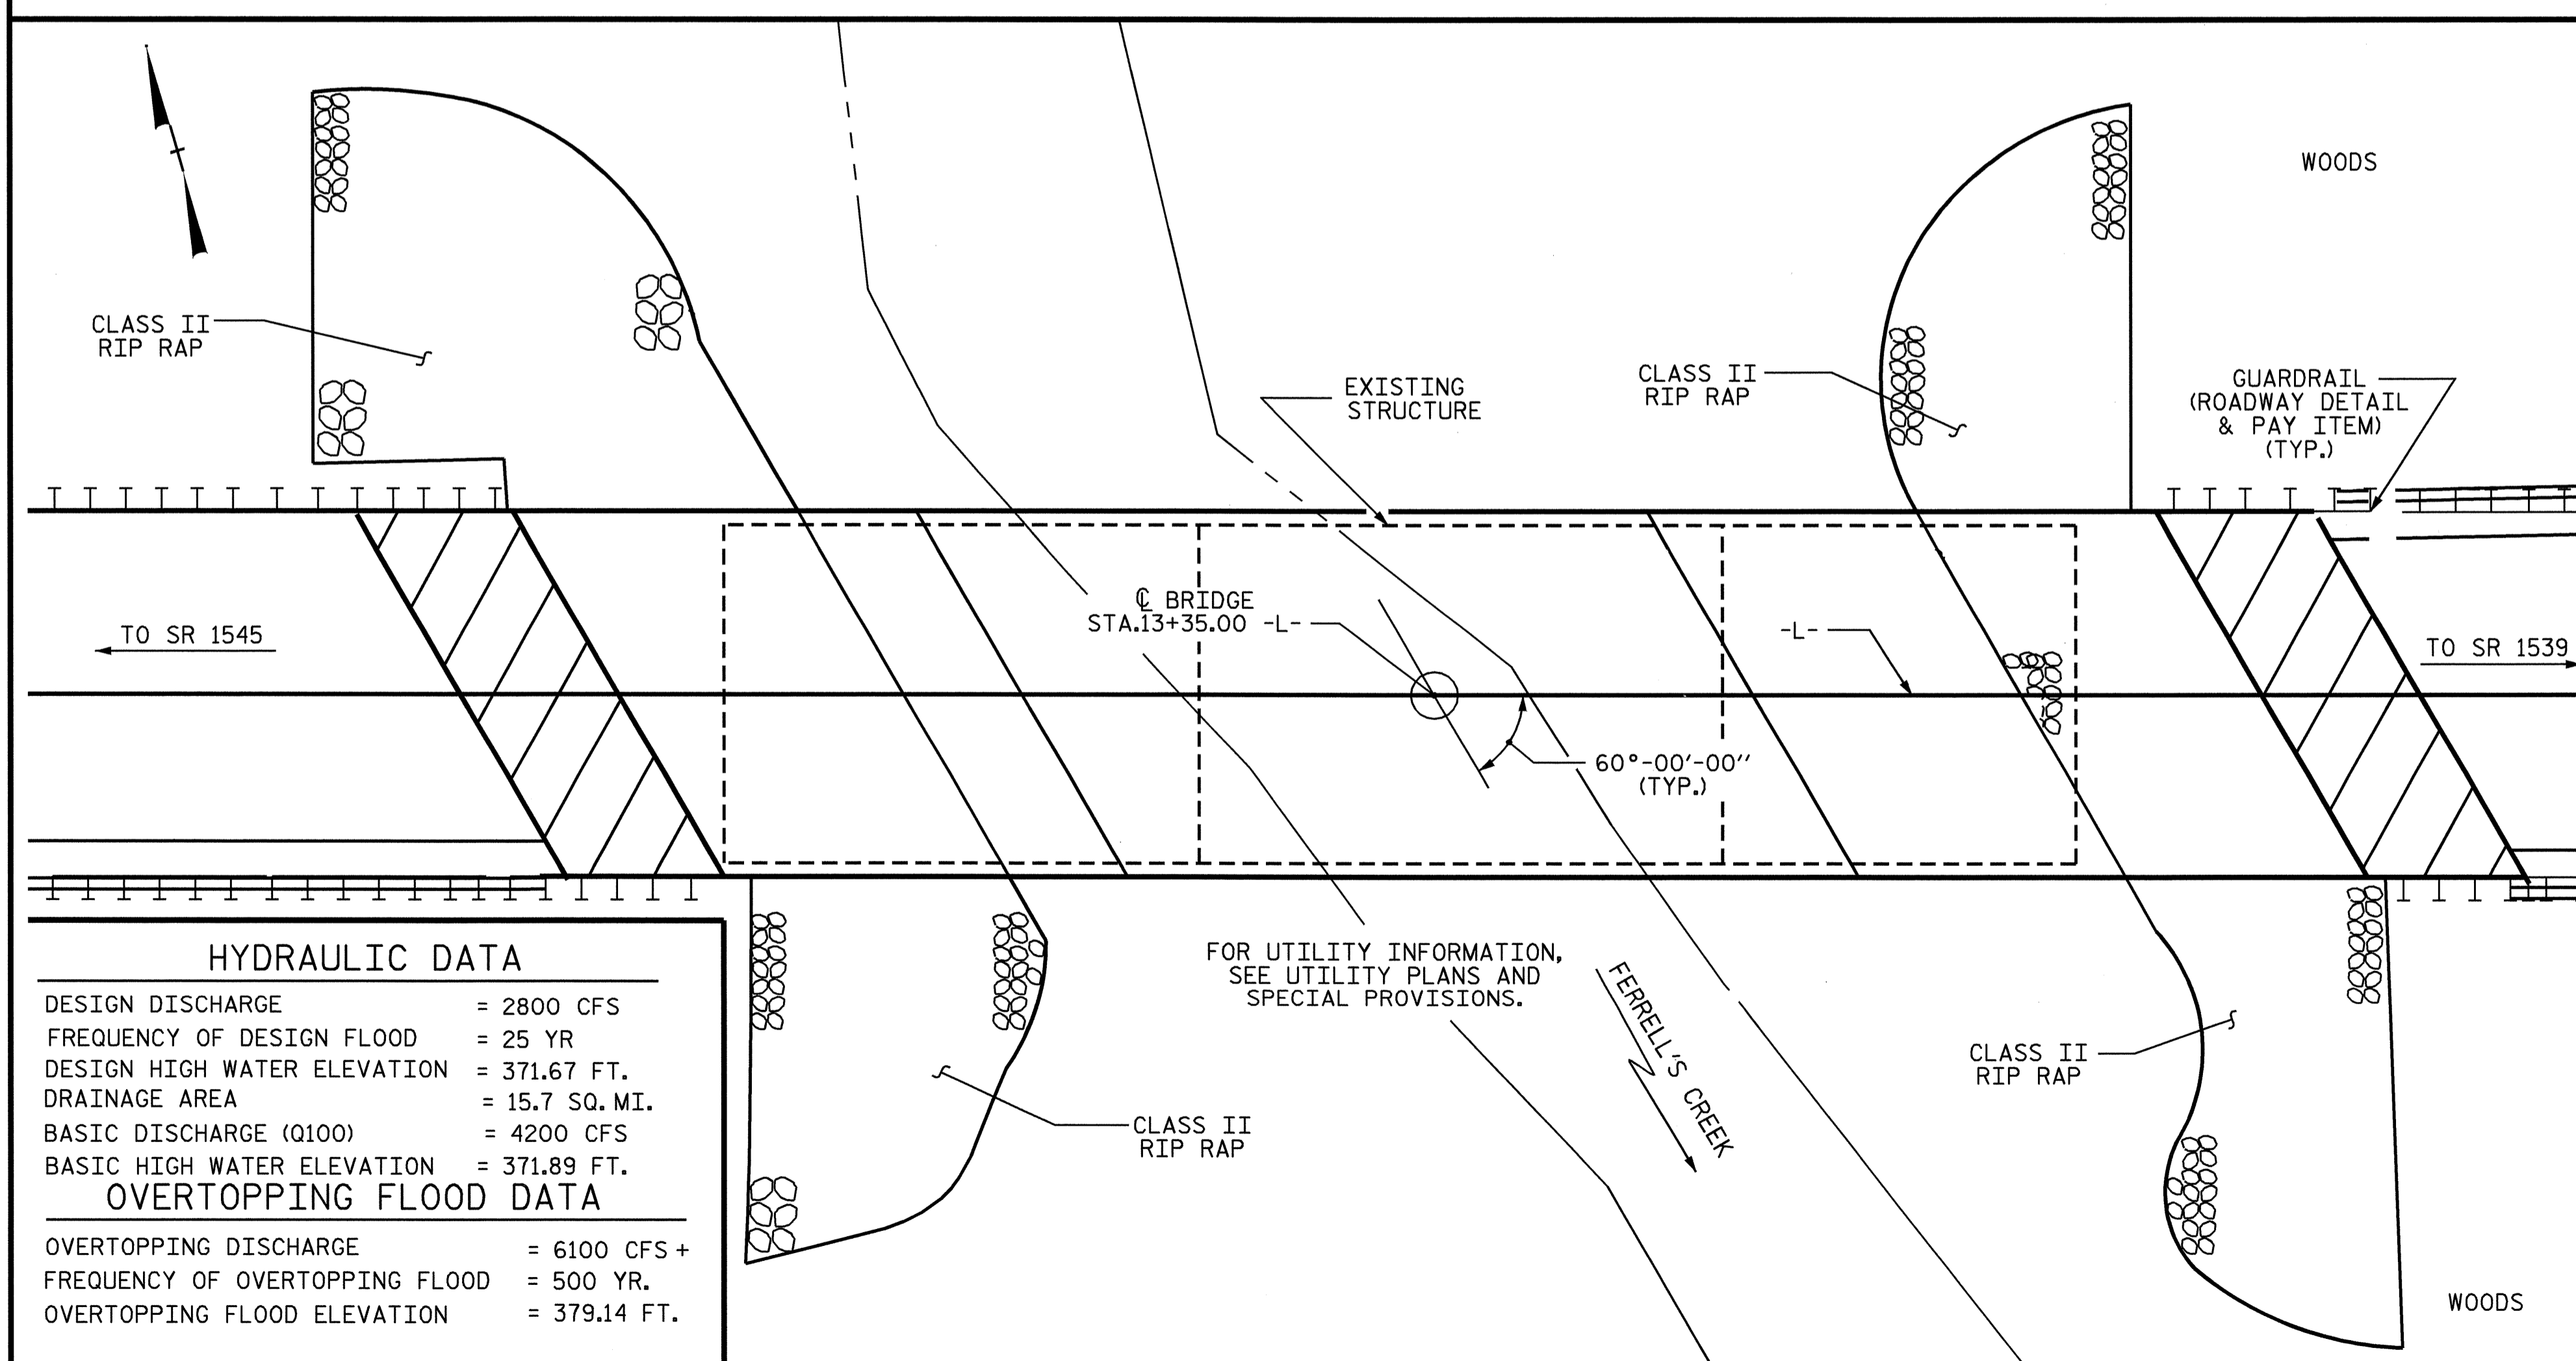 WOODS
CLASS II
RIP RAP
EXISTING
STRUCTURE
CLASS II
RIP RAP
GUARDRAIL
(ROADWAY DETAIL
& PAY ITEM)
(TYP.)
℄ BRIDGE
STA.13+35.00 -L-
-L-
TO SR 1545
TO SR 1539
60°-00'-00"
(TYP.)
FOR UTILITY INFORMATION,
SEE UTILITY PLANS AND
SPECIAL PROVISIONS.
FERRELL'S CREEK
CLASS II
RIP RAP
CLASS II
RIP RAP
WOODS
HYDRAULIC DATA
DESIGN DISCHARGE = 2800 CFS
FREQUENCY OF DESIGN FLOOD = 25 YR
DESIGN HIGH WATER ELEVATION = 371.67 FT.
DRAINAGE AREA = 15.7 SQ.MI.
BASIC DISCHARGE (Q100) = 4200 CFS
BASIC HIGH WATER ELEVATION = 371.89 FT.
OVERTOPPING FLOOD DATA
OVERTOPPING DISCHARGE = 6100 CFS+
FREQUENCY OF OVERTOPPING FLOOD = 500 YR.
OVERTOPPING FLOOD ELEVATION = 379.14 FT.